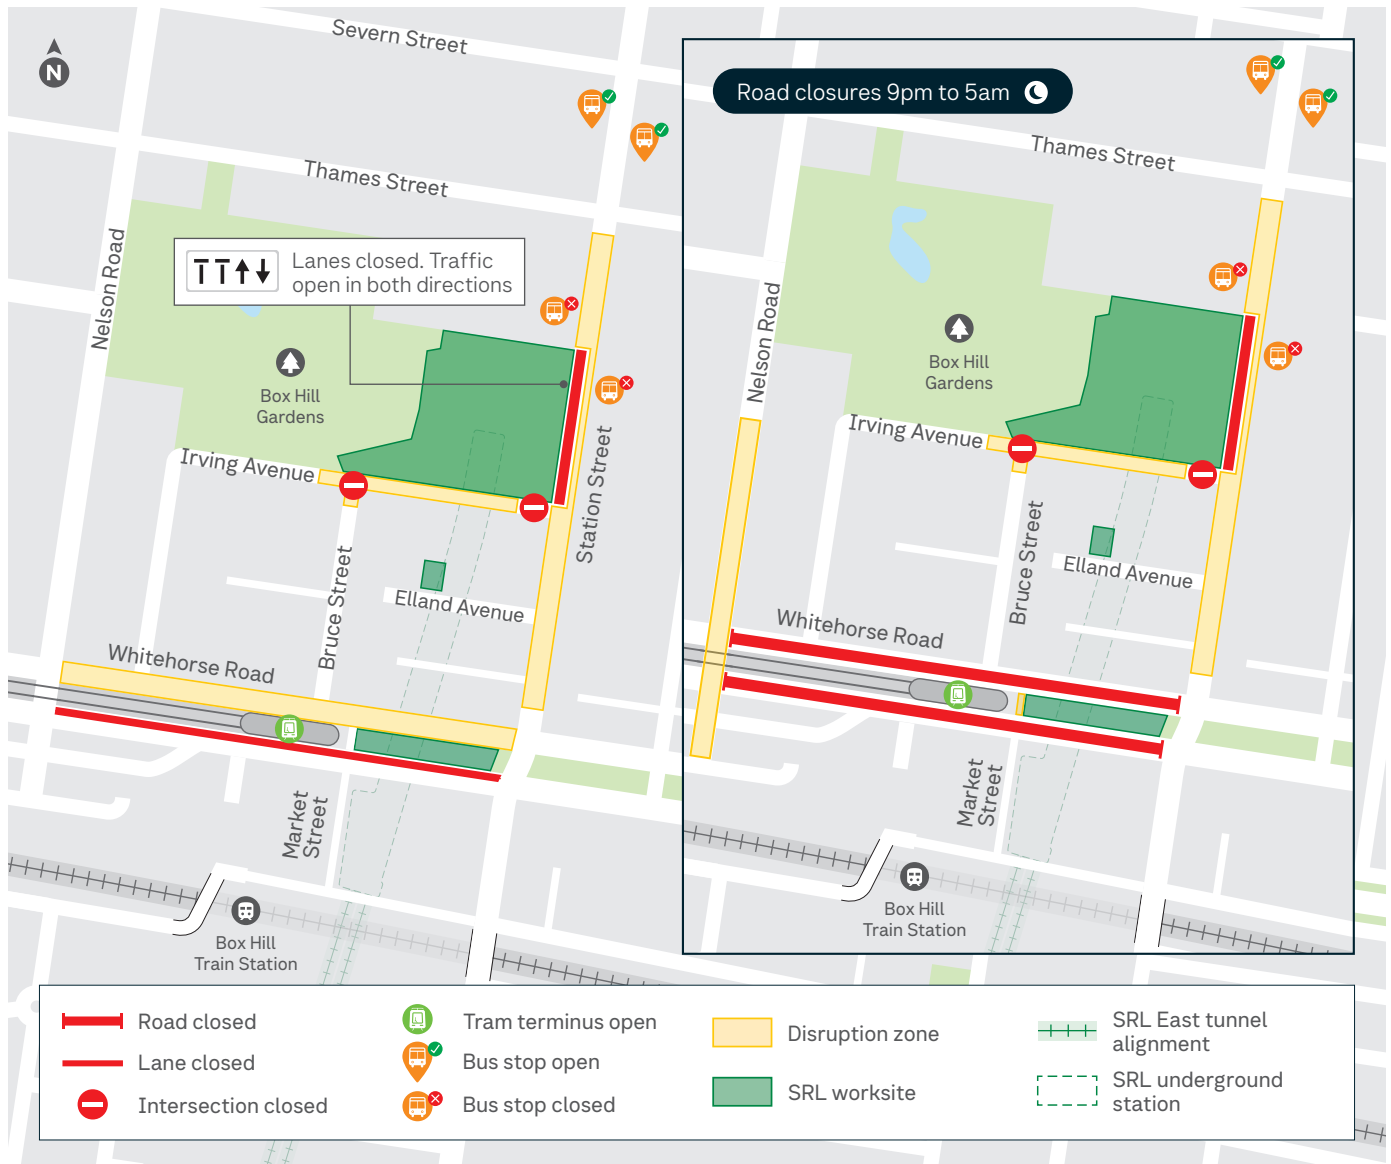 Severn Street
N
Thames Street
Nelson Road
Lanes closed. Traffic
open in both directions
Box Hill
Gardens
Irving Avenue
Station Street
Bruce Street
Elland Avenue
Whitehorse Road
Market
Street
Box Hill
Train Station
Road closures 9pm to 5am
Thames Street
Nelson Road
Box Hill
Gardens
Irving Avenue
Bruce Street
Elland Avenue
Whitehorse Road
Market
Street
Box Hill
Train Station
Road closed
Lane closed
Intersection closed
Tram terminus open
Bus stop open
Bus stop closed
Disruption zone
SRL worksite
SRL East tunnel
alignment
SRL underground
station